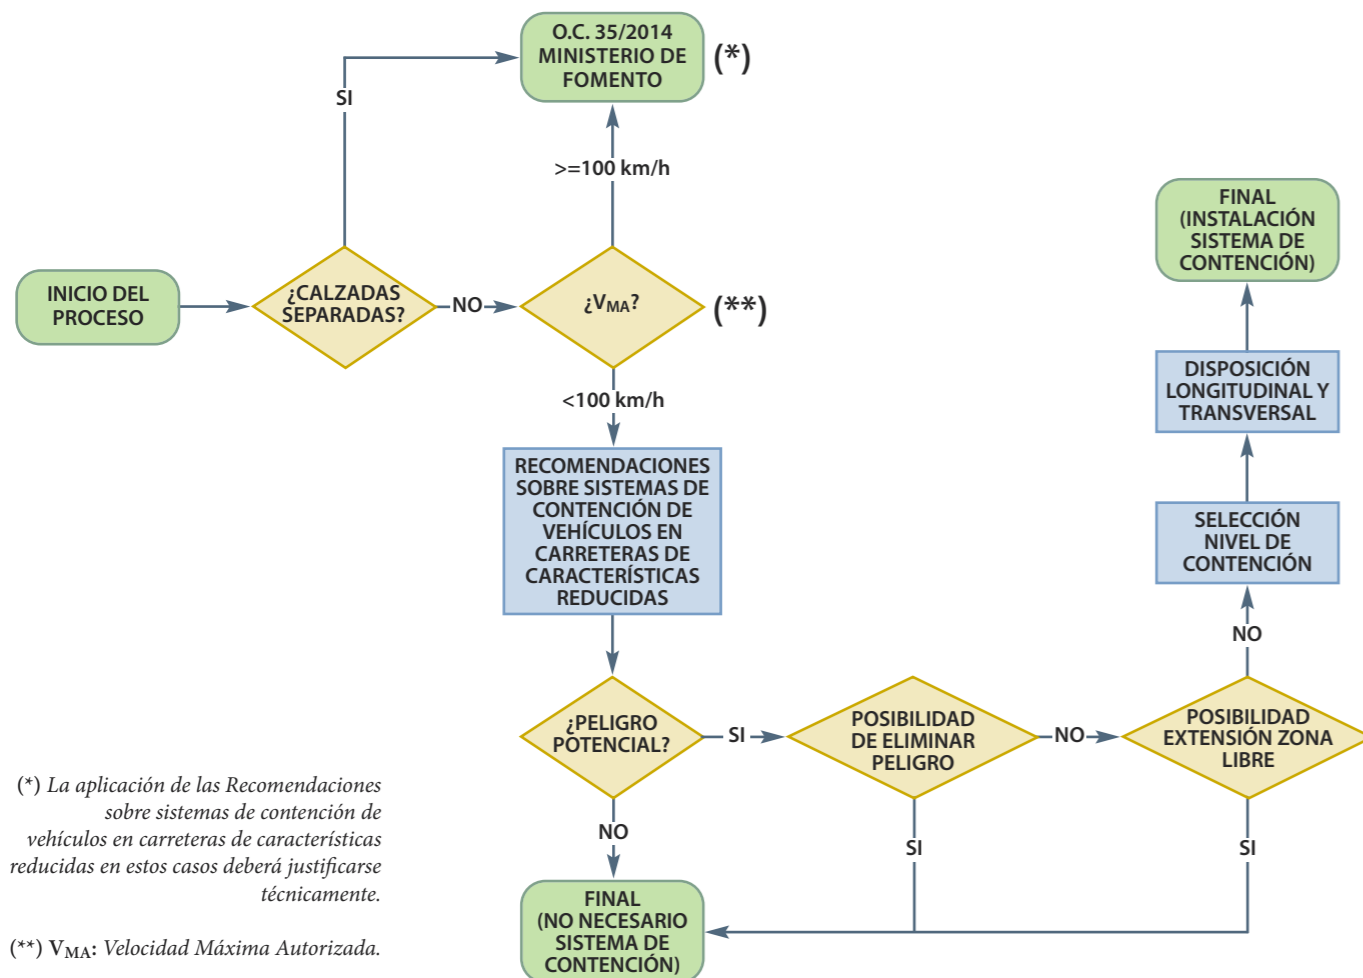 O.C. 35/2014
MINISTERIO DE
FOMENTO
(*)
SI
>=100 km/h
INICIO DEL
PROCESO
¿CALZADAS
SEPARADAS?
NO
¿VMA?
(**)
<100 km/h
RECOMENDACIONES
SOBRE SISTEMAS DE
CONTENCIÓN DE
VEHÍCULOS EN
CARRETERAS DE
CARACTERÍSTICAS
REDUCIDAS
FINAL
(INSTALACIÓN
SISTEMA DE
CONTENCIÓN)
DISPOSICIÓN
LONGITUDINAL Y
TRANSVERSAL
SELECCIÓN
NIVEL DE
CONTENCIÓN
NO
¿PELIGRO
POTENCIAL?
SI
POSIBILIDAD
DE ELIMINAR
PELIGRO
NO
POSIBILIDAD
EXTENSIÓN ZONA
LIBRE
NO
SI
SI
FINAL
(NO NECESARIO
SISTEMA DE
CONTENCIÓN)
(*) La aplicación de las Recomendaciones
sobre sistemas de contención de
vehículos en carreteras de características
reducidas en estos casos deberá justificarse
técnicamente.
(**) VMA: Velocidad Máxima Autorizada.